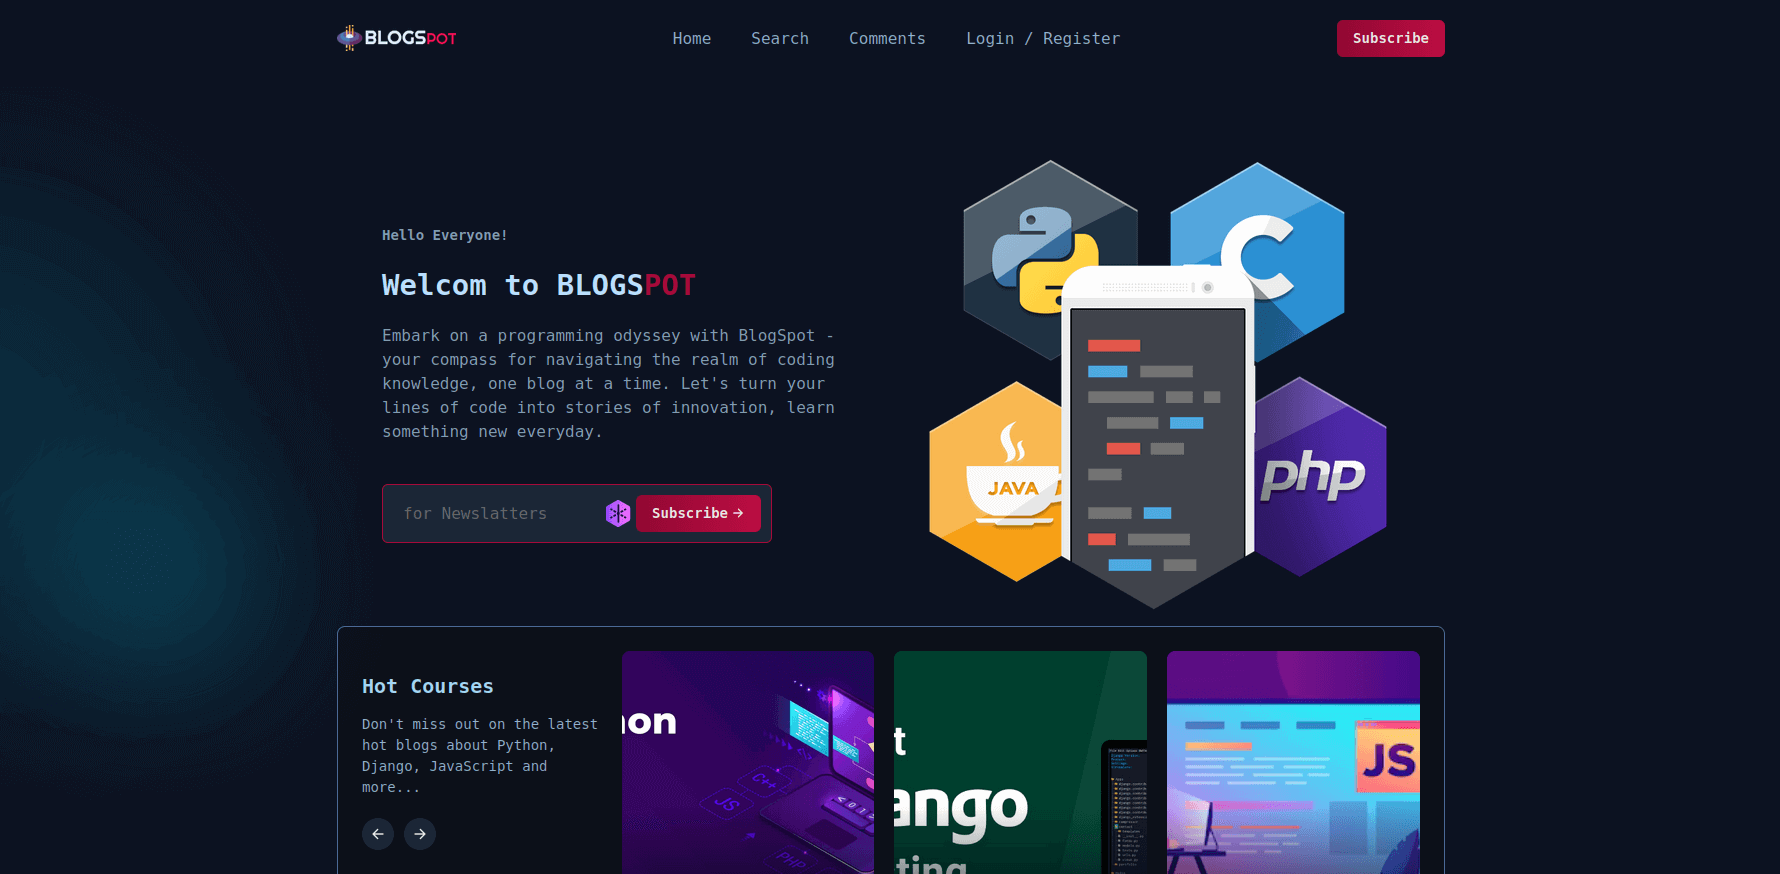 BLOGSPOT
Home Search Comments Login / Register
Subscribe
Hello Everyone!
Welcom to BLOGSPOT
Embark on a programming odyssey with BlogSpot -
your compass for navigating the realm of coding
knowledge, one blog at a time. Let's turn your
lines of code into stories of innovation, learn
something new everyday.
for Newslatters
Subscribe →
C
JAVA
php
Hot Courses
Don't miss out on the latest
hot blogs about Python,
Django, JavaScript and
more...
← →
on
C++
JS
PHP
t
ango
ting
JS